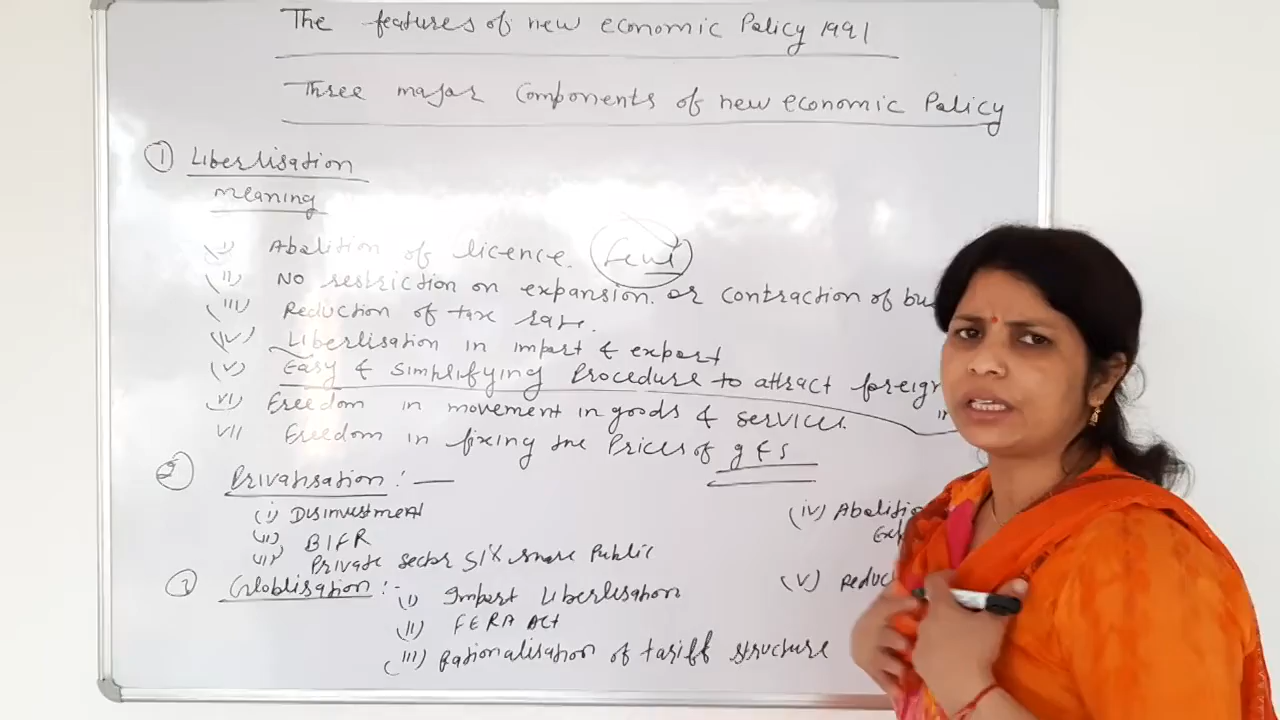 The features of new economic Policy 1991
Three major Components of new economic Policy
① Liberlisation
meaning
(i) Abolition of licence. few
(ii) No restriction on expansion. or contraction of bu
(iii) Reduction of tax rate.
(iv) Liberlisation in import & export
(v) Easy & Simplifying Procedure to attract foreign
vi Freedom in movement in goods & services.
vii Freedom in fixing the Prices of g & s
② Privatisation : —
(i) Disinvestment
(ii) BIFR
(iii) Private sector SIX more Public
(iv) Abolition
(v) Reduc
③ Globlisation :-
(i) Import Liberlisation
(ii) FERA Act
(iii) Rationalisation of tariff structure